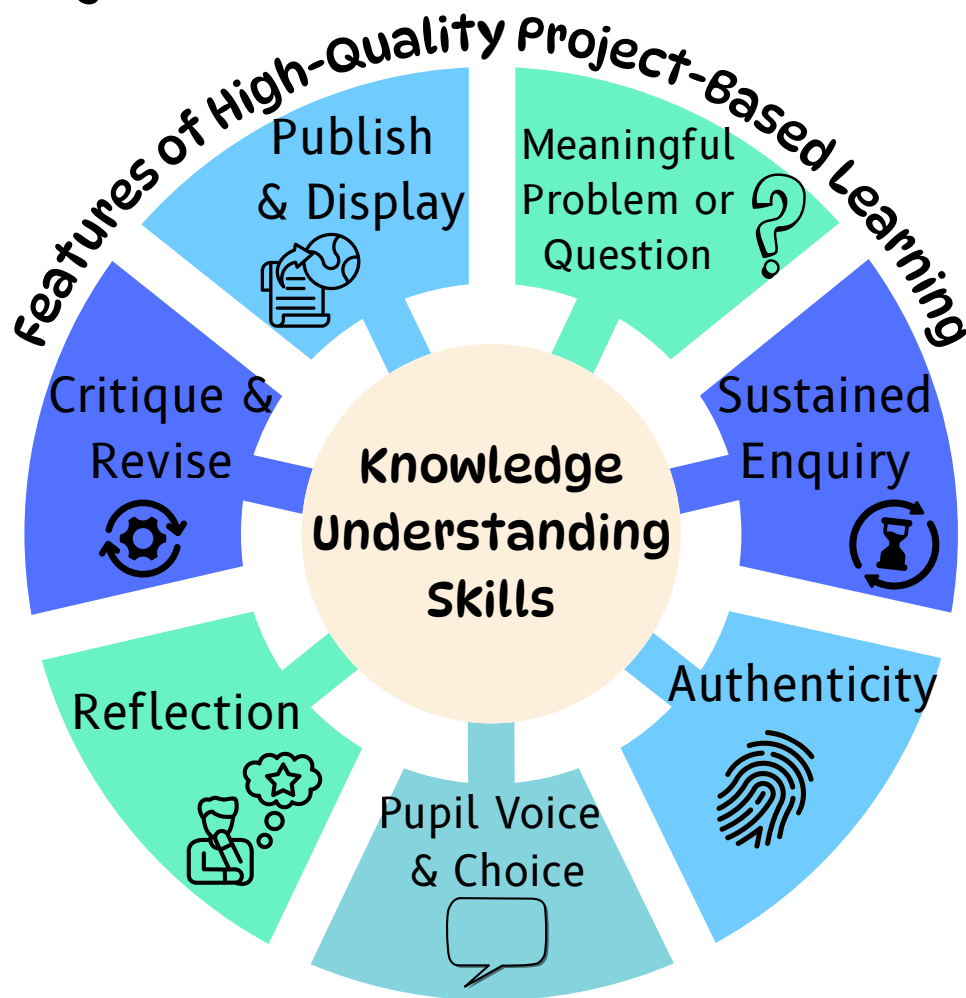 Features of High-Quality Project-Based Learning
Publish
& Display
Meaningful
Problem or
Question
Critique &
Revise
Sustained
Enquiry
Knowledge
Understanding
Skills
Reflection
Authenticity
Pupil Voice
& Choice